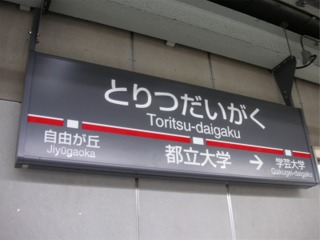 とりつだいがく
Toritsu-daigaku
自由が丘
Jiyūgaoka
都立大学
→
学芸大学
Gakugei-daigaku